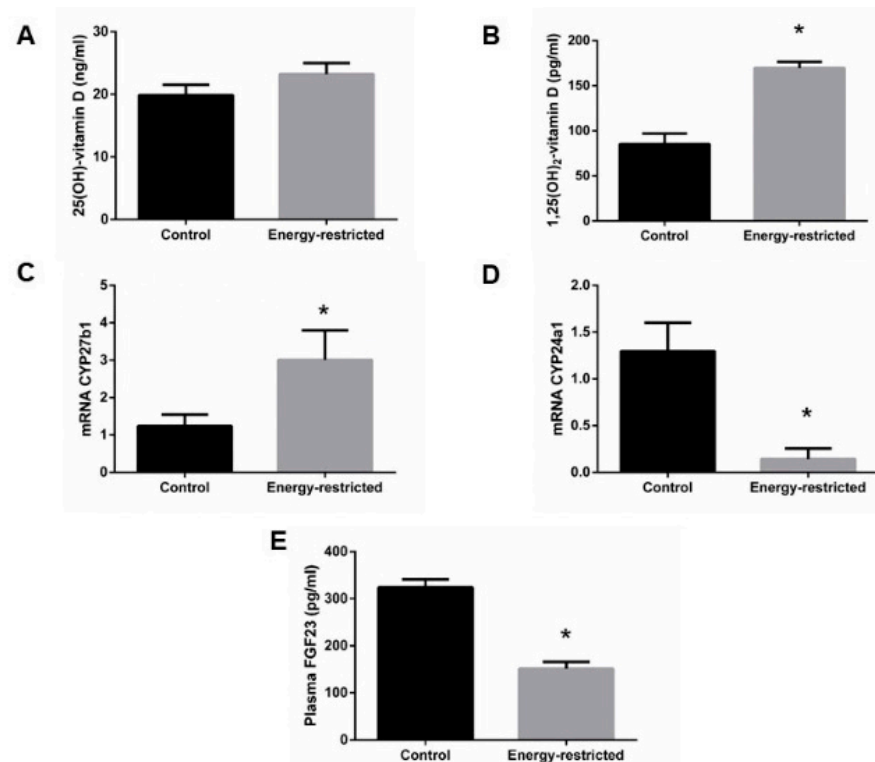 A
25(OH)-vitamin D (ng/ml)
30
20
10
0
Control
Energy-restricted
B
1,25(OH)₂-vitamin D (pg/ml)
200
150
100
50
0
*
Control
Energy-restricted
C
mRNA CYP27b1
5
4
3
2
1
0
*
Control
Energy-restricted
D
mRNA CYP24a1
2.0
1.5
1.0
0.5
0.0
*
Control
Energy-restricted
E
Plasma FGF23 (pg/ml)
400
300
200
100
0
*
Control
Energy-restricted